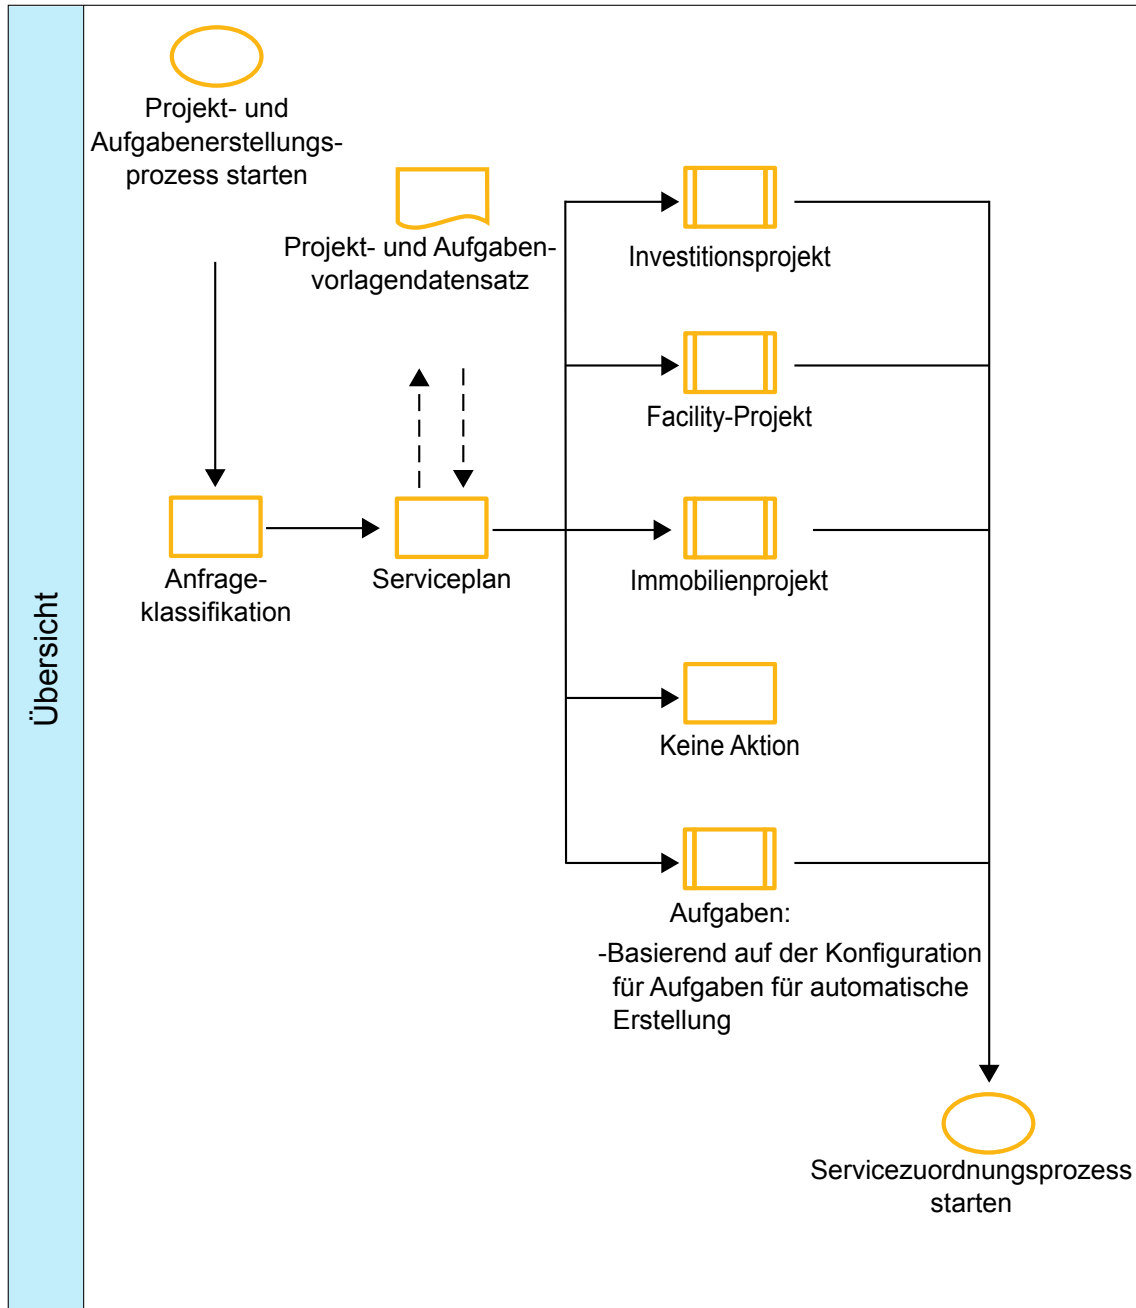 Übersicht
Projekt- und
Aufgabenerstellungs-
prozess starten
Projekt- und Aufgaben-
vorlagendatensatz
Anfrage-
klassifikation
Serviceplan
Investitionsprojekt
Facility-Projekt
Immobilienprojekt
Keine Aktion
Aufgaben:
-Basierend auf der Konfiguration
für Aufgaben für automatische
Erstellung
Servicezuordnungsprozess
starten